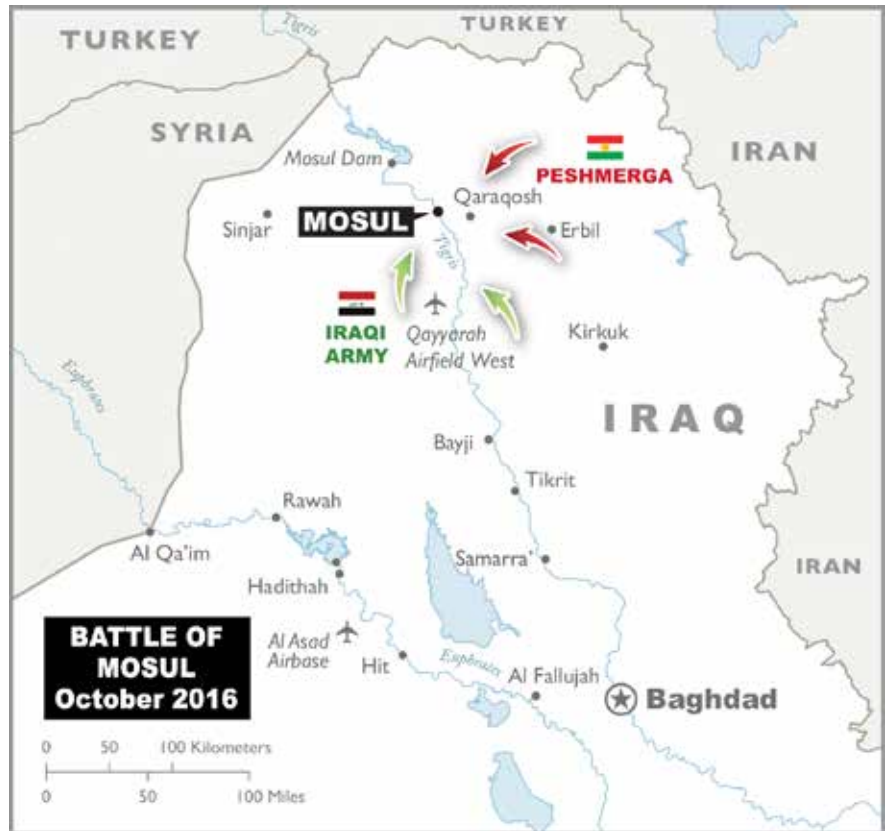 TURKEY
Tigris
TURKEY
SYRIA
IRAN
Mosul Dam
PESHMERGA
Qaraqosh
MOSUL
Sinjar
Erbil
Tigris
IRAQI
ARMY
Qayyarah
Airfield West
Kirkuk
IRAQ
Euphrates
Bayji
Tikrit
Rawah
Al Qa'im
Samarra'
Hadithah
IRAN
BATTLE OF
MOSUL
October 2016
Al Asad
Airbase
Hit
Euphrates
Al Fallujah
Baghdad
0 50 100 Kilometers
0 50 100 Miles